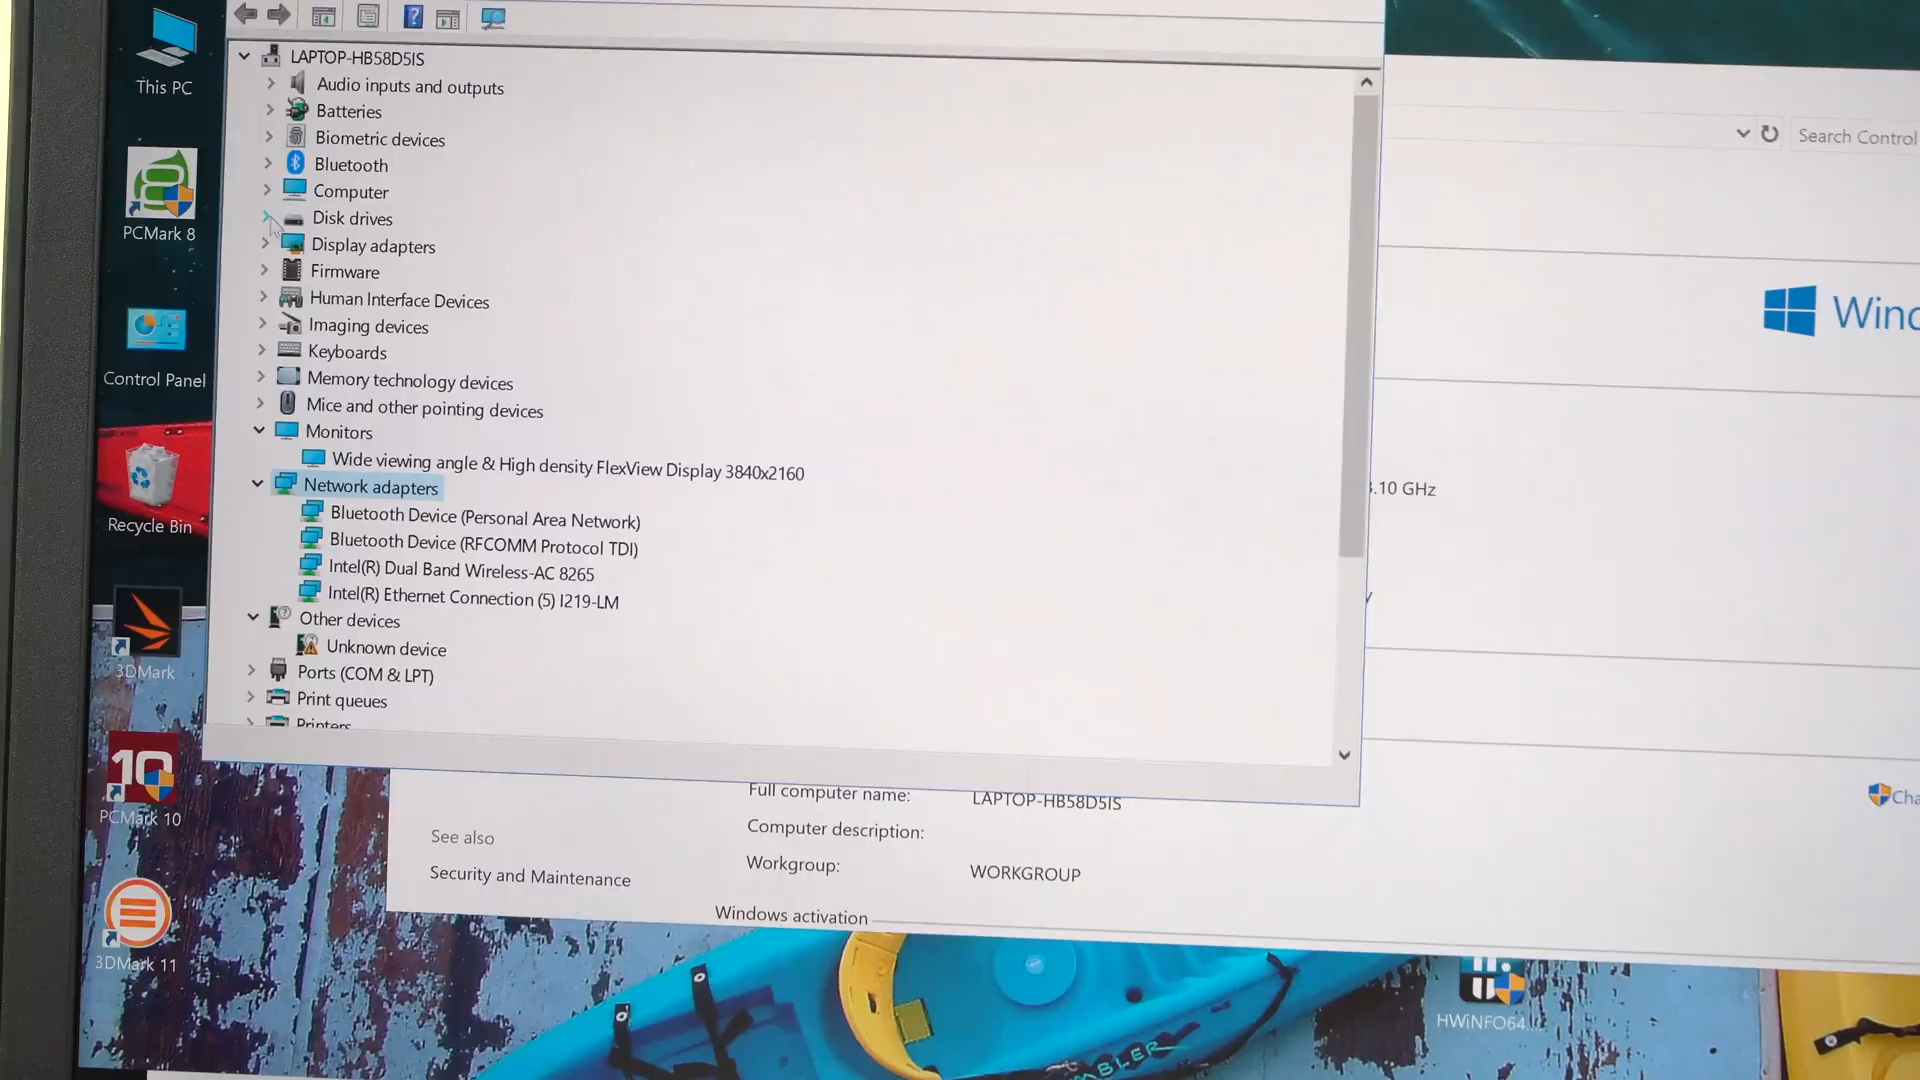 This PC
PCMark 8
Control Panel
Recycle Bin
3DMark
10
PCMark 10
3DMark 11
LAPTOP-HB58D5IS
Audio inputs and outputs
Batteries
Biometric devices
Bluetooth
Computer
Disk drives
Display adapters
Firmware
Human Interface Devices
Imaging devices
Keyboards
Memory technology devices
Mice and other pointing devices
Monitors
Wide viewing angle & High density FlexView Display 3840x2160
Network adapters
Bluetooth Device (Personal Area Network)
Bluetooth Device (RFCOMM Protocol TDI)
Intel(R) Dual Band Wireless-AC 8265
Intel(R) Ethernet Connection (5) I219-LM
Other devices
Unknown device
Ports (COM & LPT)
Print queues
Printers
Search Control
Wind
.10 GHz
Full computer name: LAPTOP-HB58D5IS
Cha
Computer description:
See also
Workgroup: WORKGROUP
Security and Maintenance
Windows activation
HWiNFO64...